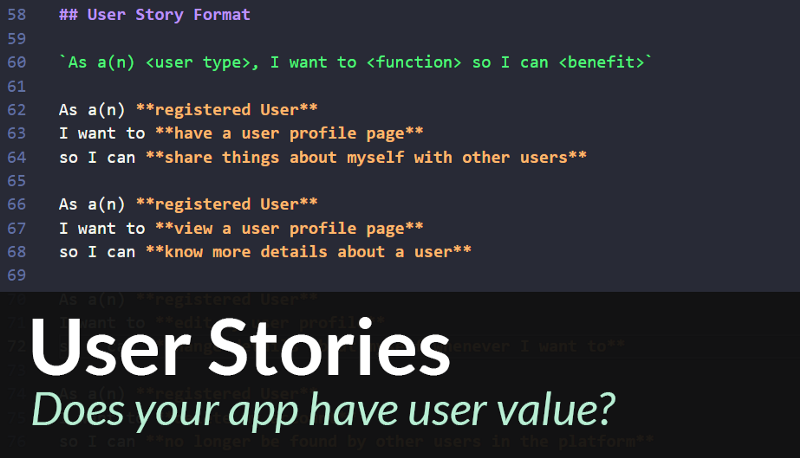 58 ## User Story Format
59
60 `As a(n) <user type>, I want to <function> so I can <benefit>`
61
62 As a(n) **registered User**
63 I want to **have a user profile page**
64 so I can **share things about myself with other users**
65
66 As a(n) **registered User**
67 I want to **view a user profile page**
68 so I can **know more details about a user**
69
70 As a(n) **registered User**
71 I want to **edit user profile
72 whenever I want to**
User Stories
Does your app have user value?
76 so I can **no longer be found by other users in the platform**